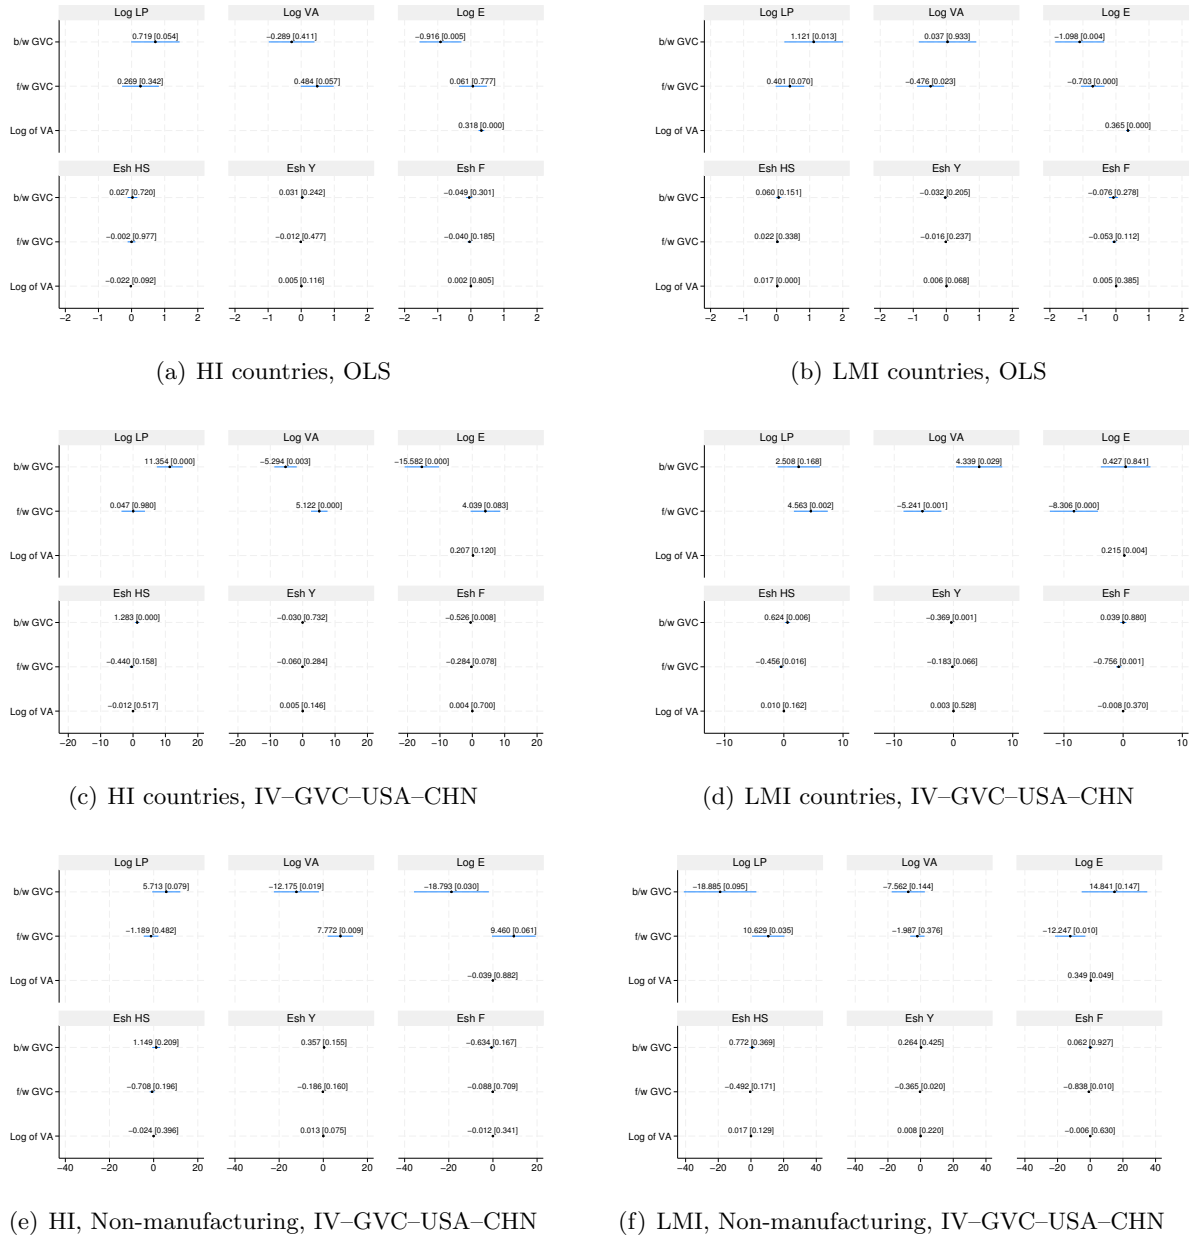 Log LP Log VA Log E
b/w GVC 0.719 [0.054] −0.289 [0.411] −0.916 [0.005]
f/w GVC 0.269 [0.342] 0.484 [0.057] 0.061 [0.777]
Log of VA 0.318 [0.000]
Esh HS Esh Y Esh F
b/w GVC 0.027 [0.720] 0.031 [0.242] −0.049 [0.301]
f/w GVC −0.002 [0.977] −0.012 [0.477] −0.040 [0.185]
Log of VA −0.022 [0.092] 0.005 [0.116] 0.002 [0.805]
−2 −1 0 1 2 −2 −1 0 1 2 −2 −1 0 1 2
(a) HI countries, OLS
Log LP Log VA Log E
b/w GVC 1.121 [0.013] 0.037 [0.933] −1.098 [0.004]
f/w GVC 0.401 [0.070] −0.476 [0.023] −0.703 [0.000]
Log of VA 0.365 [0.000]
Esh HS Esh Y Esh F
b/w GVC 0.060 [0.151] −0.032 [0.205] −0.076 [0.278]
f/w GVC 0.022 [0.338] −0.016 [0.237] −0.053 [0.112]
Log of VA 0.017 [0.000] 0.006 [0.068] 0.005 [0.385]
−2 −1 0 1 2 −2 −1 0 1 2 −2 −1 0 1 2
(b) LMI countries, OLS
Log LP Log VA Log E
b/w GVC 11.354 [0.000] −5.294 [0.003] −15.582 [0.000]
f/w GVC 0.047 [0.980] 5.122 [0.000] 4.039 [0.083]
Log of VA 0.207 [0.120]
Esh HS Esh Y Esh F
b/w GVC 1.283 [0.000] −0.030 [0.732] −0.526 [0.008]
f/w GVC −0.440 [0.158] −0.060 [0.284] −0.284 [0.078]
Log of VA −0.012 [0.517] 0.005 [0.146] 0.004 [0.700]
−20 −10 0 10 20 −20 −10 0 10 20 −20 −10 0 10 20
(c) HI countries, IV–GVC–USA–CHN
Log LP Log VA Log E
b/w GVC 2.508 [0.168] 4.339 [0.029] 0.427 [0.841]
f/w GVC 4.563 [0.002] −5.241 [0.001] −8.306 [0.000]
Log of VA 0.215 [0.004]
Esh HS Esh Y Esh F
b/w GVC 0.624 [0.006] −0.369 [0.001] 0.039 [0.880]
f/w GVC −0.456 [0.016] −0.183 [0.066] −0.756 [0.001]
Log of VA 0.010 [0.162] 0.003 [0.528] −0.008 [0.370]
−10 0 10 −10 0 10 −10 0 10
(d) LMI countries, IV–GVC–USA–CHN
Log LP Log VA Log E
b/w GVC 5.713 [0.079] −12.175 [0.019] −18.793 [0.030]
f/w GVC −1.189 [0.482] 7.772 [0.009] 9.460 [0.061]
Log of VA −0.039 [0.882]
Esh HS Esh Y Esh F
b/w GVC 1.149 [0.209] 0.357 [0.155] −0.634 [0.167]
f/w GVC −0.708 [0.196] −0.186 [0.160] −0.088 [0.709]
Log of VA −0.024 [0.396] 0.013 [0.075] −0.012 [0.341]
−40 −20 0 20 −40 −20 0 20 −40 −20 0 20
(e) HI, Non-manufacturing, IV–GVC–USA–CHN
Log LP Log VA Log E
b/w GVC −18.885 [0.095] −7.562 [0.144] 14.841 [0.147]
f/w GVC 10.629 [0.035] −1.987 [0.376] −12.247 [0.010]
Log of VA 0.349 [0.049]
Esh HS Esh Y Esh F
b/w GVC 0.772 [0.369] 0.264 [0.425] 0.062 [0.927]
f/w GVC −0.492 [0.171] −0.365 [0.020] −0.838 [0.010]
Log of VA 0.017 [0.129] 0.008 [0.220] −0.006 [0.630]
−40 −20 0 20 40 −40 −20 0 20 40 −40 −20 0 20 40
(f) LMI, Non-manufacturing, IV–GVC–USA–CHN